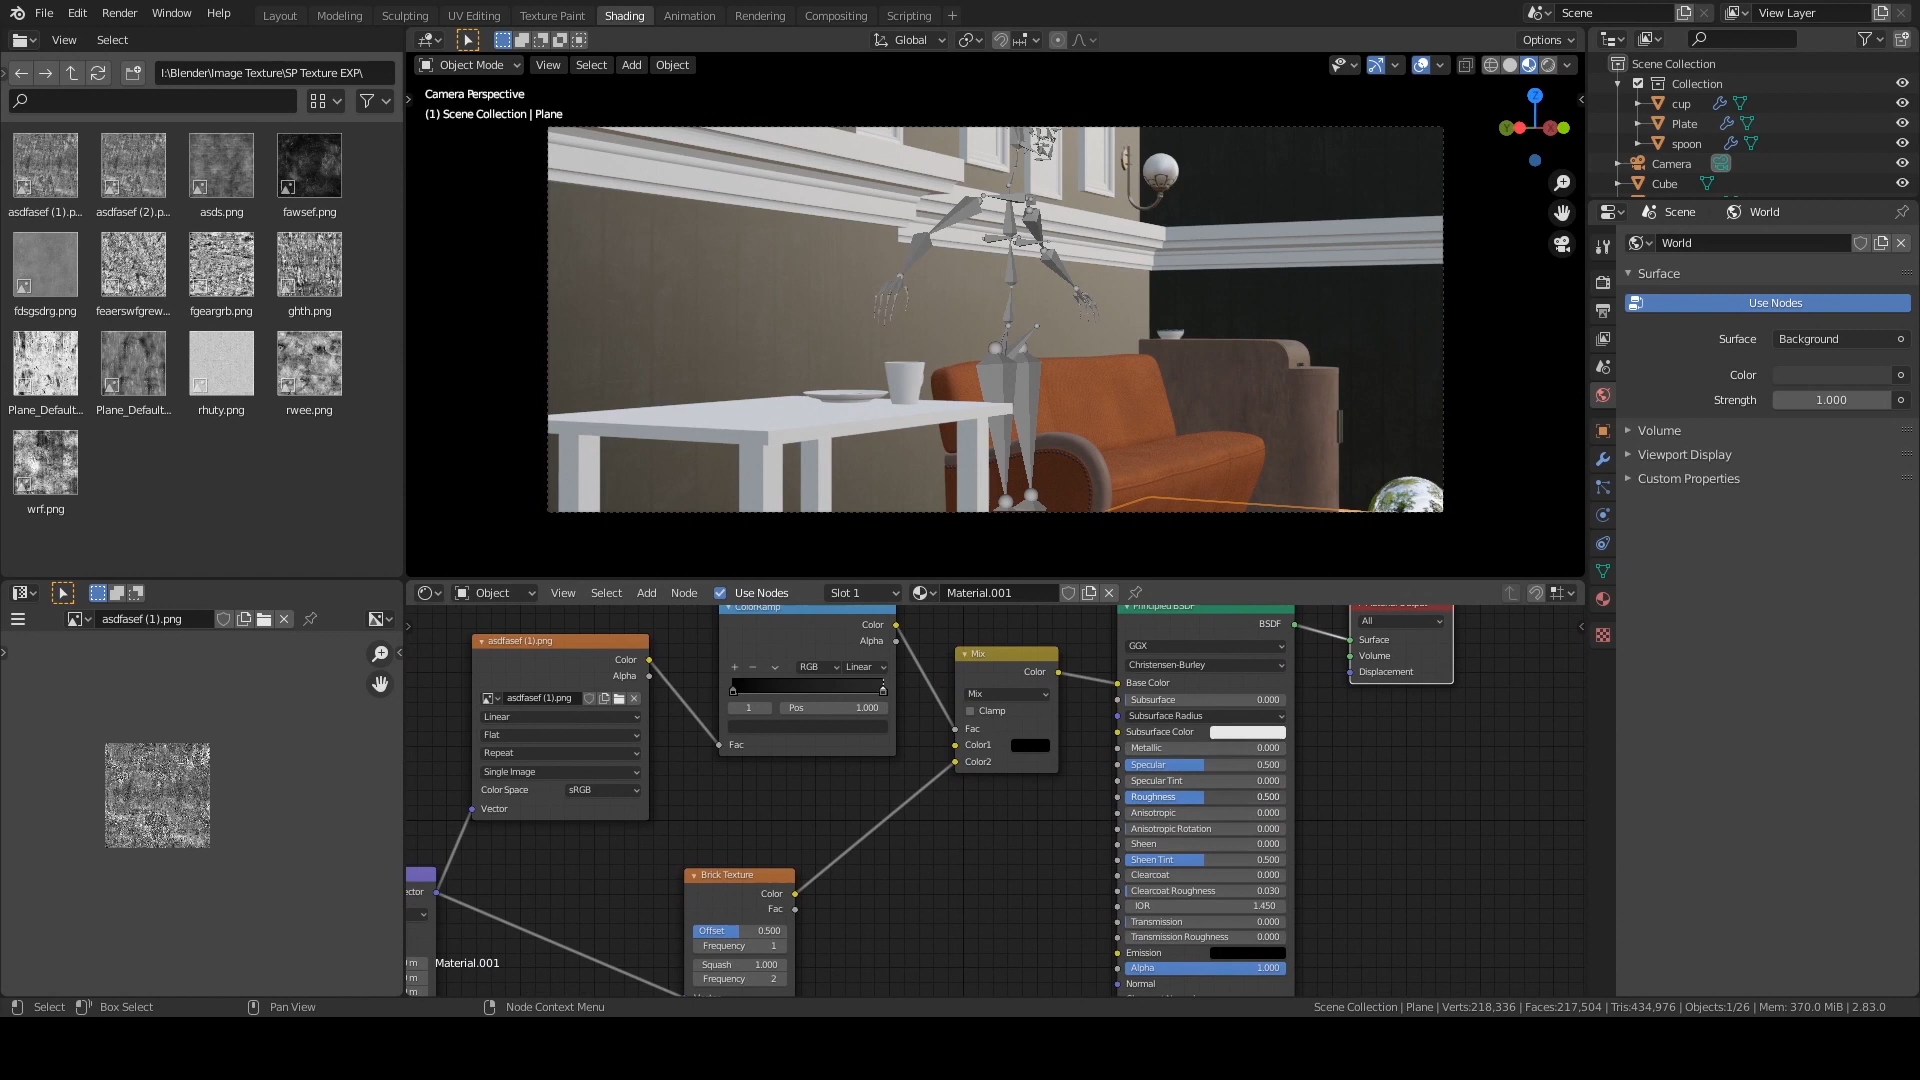 File Edit Render Window Help
Layout Modeling Sculpting UV Editing Texture Paint Shading Animation Rendering Compositing Scripting +
Scene
View Layer
View Select
Global
Options
I:\Blender\Image Texture\SP Texture EXP\
Object Mode View Select Add Object
Camera Perspective
(1) Scene Collection | Plane
asdfasef (1).p... asdfasef (2).p... asds.png fawsef.png
fdsgsdrg.png feaerswfgrew... fgeargrb.png ghth.png
Plane_Default... Plane_Default... rhuty.png rwee.png
wrf.png
Z
Scene Collection
Collection
cup
Plate
spoon
Camera
Cube
Scene World
World
Surface
Use Nodes
Surface Background
Color
Strength 1.000
Volume
Viewport Display
Custom Properties
asdfasef (1).png
Object View Select Add Node Use Nodes Slot 1 Material.001
asdfasef (1).png
Color
Alpha
asdfasef (1).png
Linear
Flat
Repeat
Single Image
Color Space sRGB
Vector
ColorRamp
Color
Alpha
+ − RGB Linear
1 Pos 1.000
Fac
Mix
Color
Mix
Clamp
Fac
Color1
Color2
Brick Texture
Color
Fac
Offset 0.500
Frequency 1
Squash 1.000
Frequency 2
ector
0 m
m
m
Material.001
Principled BSDF
BSDF
GGX
Christensen-Burley
Base Color
Subsurface 0.000
Subsurface Radius
Subsurface Color
Metallic 0.000
Specular 0.500
Specular Tint 0.000
Roughness 0.500
Anisotropic 0.000
Anisotropic Rotation 0.000
Sheen 0.000
Sheen Tint 0.500
Clearcoat 0.000
Clearcoat Roughness 0.030
IOR 1.450
Transmission 0.000
Transmission Roughness 0.000
Emission
Alpha 1.000
Normal
All
Surface
Volume
Displacement
Select Box Select Pan View Node Context Menu
Scene Collection | Plane | Verts:218,336 | Faces:217,504 | Tris:434,976 | Objects:1/26 | Mem: 370.0 MiB | 2.83.0